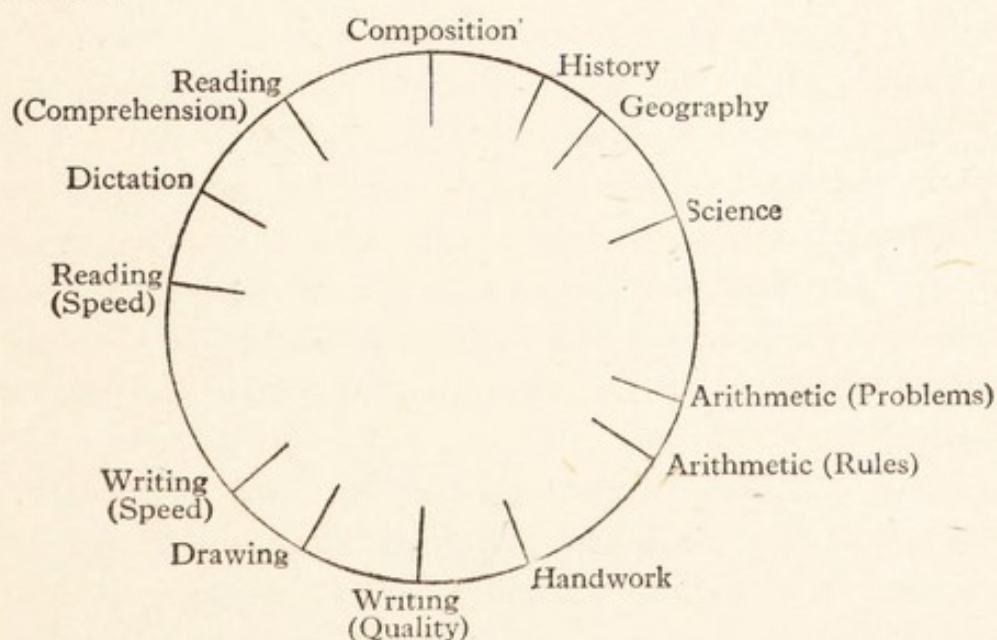 Composition
History
Geography
Science
Arithmetic (Problems)
Arithmetic (Rules)
Handwork
Writing
(Quality)
Drawing
Writing
(Speed)
Reading
(Speed)
Dictation
Reading
(Comprehension)